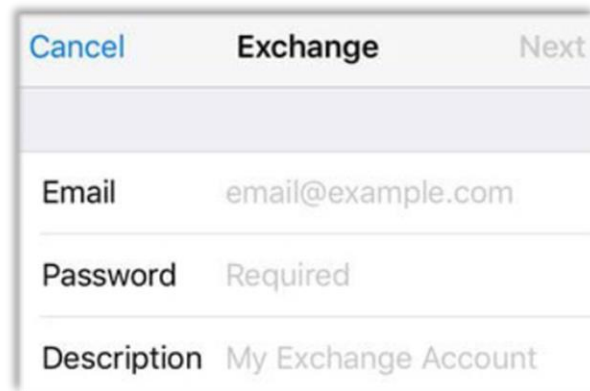 Cancel Exchange Next
Email email@example.com
Password Required
Description My Exchange Account